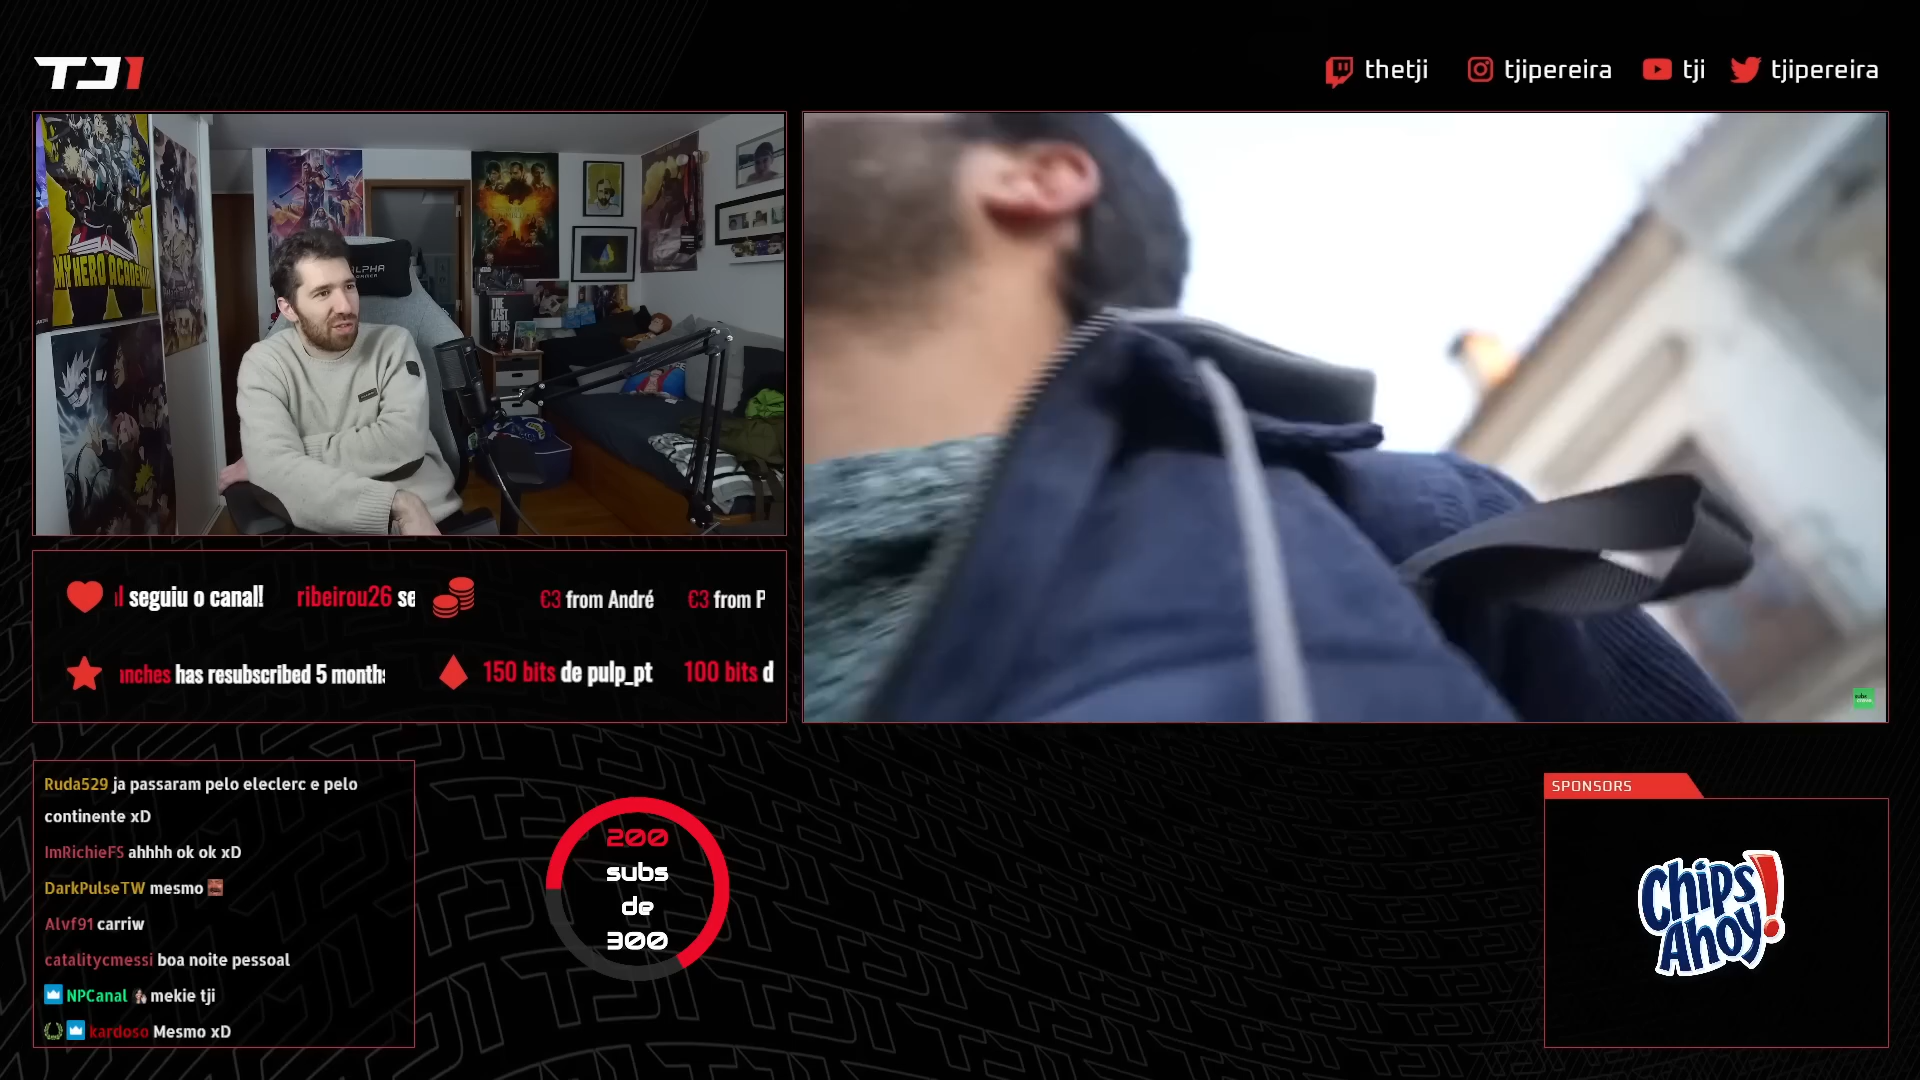 TJ1
thetji
tjipereira
tji
tjipereira
MY HERO ACADEM
ALPHA
THE
LAST
OF US
l seguiu o canal!
ribeirou26 se
€3 from André
€3 from P
nches has resubscribed 5 months
150 bits de pulp_pt
100 bits d
Ruda529 ja passaram pelo eleclerc e pelo
continente xD
ImRichieFS ahhhh ok ok xD
DarkPulseTW mesmo
Alvf91 carriw
catalitycmessi boa noite pessoal
NPCanal mekie tji
kardoso Mesmo xD
200
subs
de
300
SPONSORS
Chips
Ahoy!